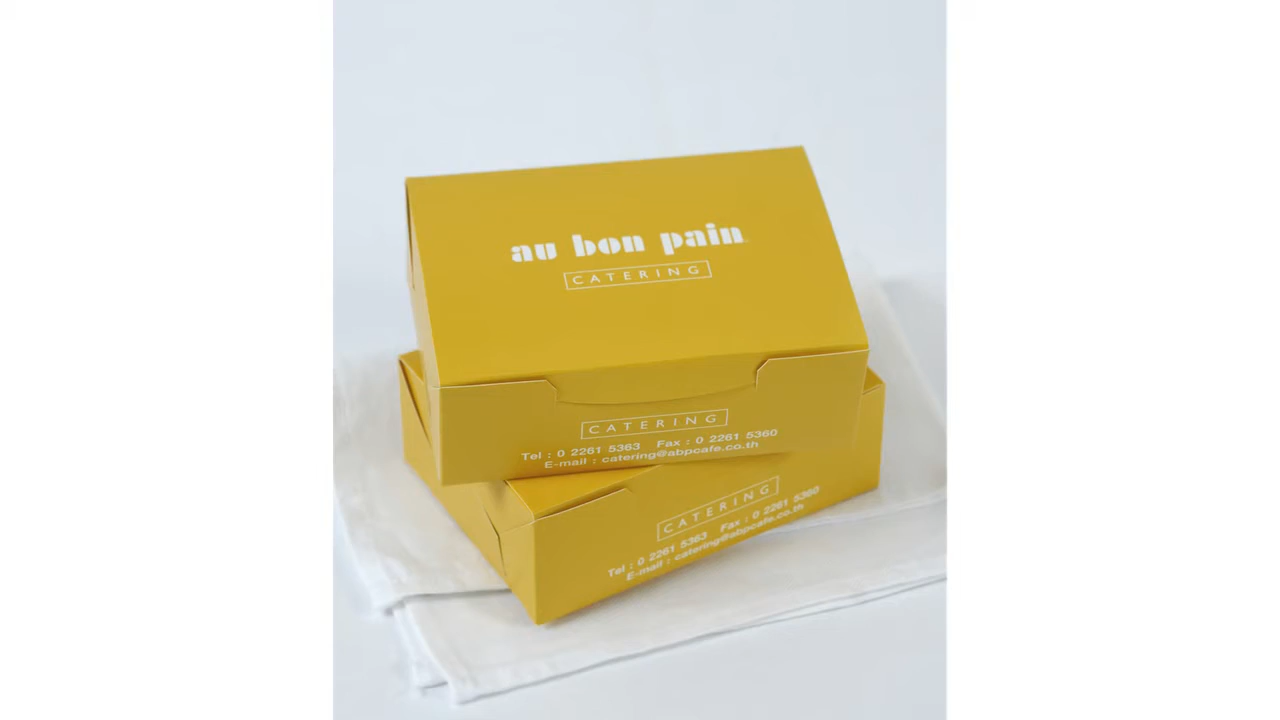 au bon pain
CATERING
CATERING
Tel : 0 2261 5363 Fax : 0 2261 5360
E-mail : catering@abpcafe.co.th
CATERING
Tel : 0 2261 5363 Fax : 0 2261 5360
E-mail : catering@abpcafe.co.th